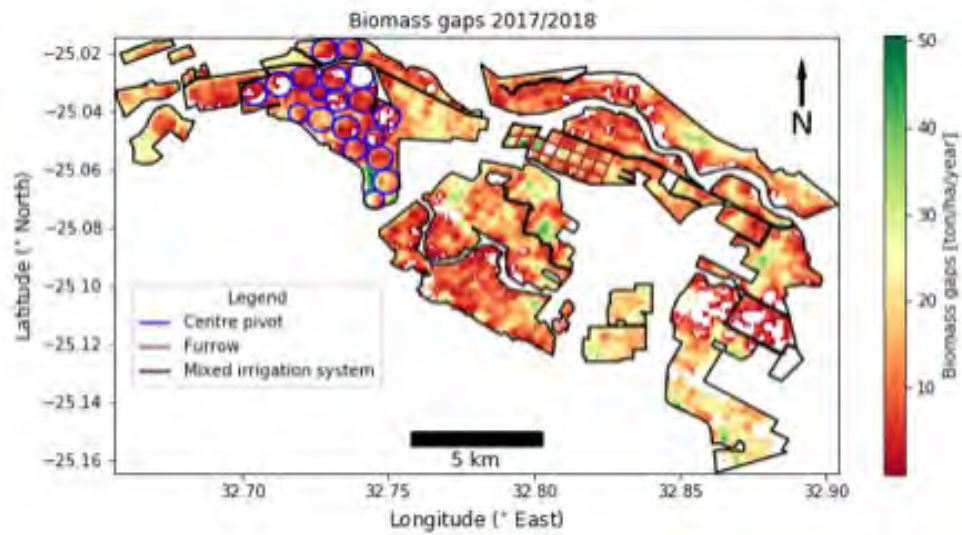 Biomass gaps 2017/2018
−25.02
−25.04
−25.06
−25.08
−25.10
−25.12
−25.14
−25.16
Latitude (° North)
N
Legend
Centre pivot
Furrow
Mixed irrigation system
5 km
32.70
32.75
32.80
32.85
32.90
Longitude (° East)
50
40
30
20
10
Biomass gaps [ton/ha/year]